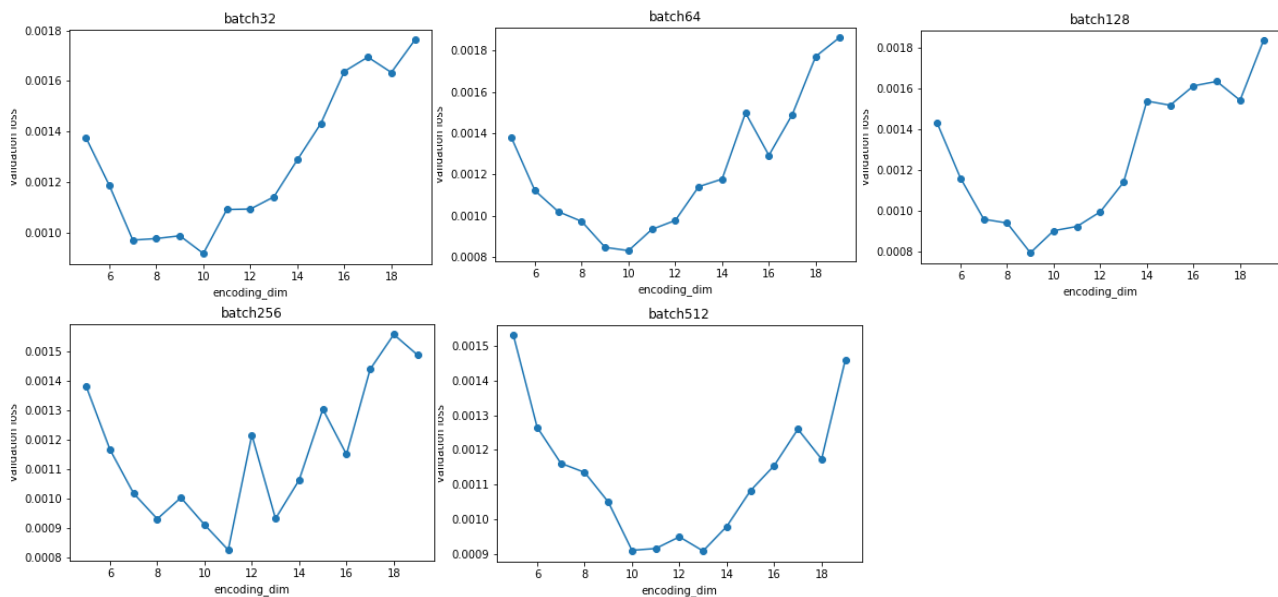 batch32
0.0018
0.0016
0.0014
0.0012
0.0010
validation loss
6 8 10 12 14 16 18
encoding_dim
batch64
0.0018
0.0016
0.0014
0.0012
0.0010
0.0008
validation loss
6 8 10 12 14 16 18
encoding_dim
batch128
0.0018
0.0016
0.0014
0.0012
0.0010
0.0008
validation loss
6 8 10 12 14 16 18
encoding_dim
batch256
0.0015
0.0014
0.0013
0.0012
0.0011
0.0010
0.0009
0.0008
validation loss
6 8 10 12 14 16 18
encoding_dim
batch512
0.0015
0.0014
0.0013
0.0012
0.0011
0.0010
0.0009
validation loss
6 8 10 12 14 16 18
encoding_dim